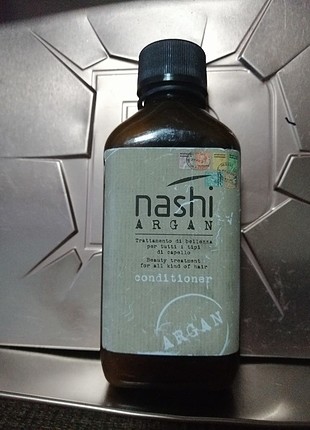 nashi
ARGAN
Trattamento di bellezza
per tutti i tipi
di capello
Beauty treatment
for all kind of hair
conditioner
ARGAN